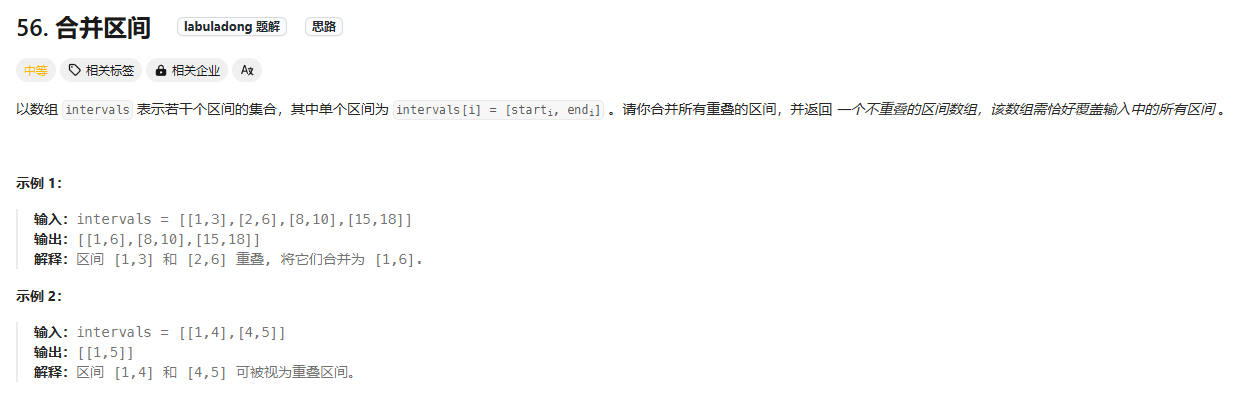 56. 合并区间 labuladong 题解 思路
中等 相关标签 相关企业 Aあ
以数组 intervals 表示若干个区间的集合，其中单个区间为 intervals[i] = [starti, endi] 。请你合并所有重叠的区间，并返回 一个不重叠的区间数组，该数组需恰好覆盖输入中的所有区间 。
示例 1：
输入：intervals = [[1,3],[2,6],[8,10],[15,18]]
输出：[[1,6],[8,10],[15,18]]
解释：区间 [1,3] 和 [2,6] 重叠, 将它们合并为 [1,6].
示例 2：
输入：intervals = [[1,4],[4,5]]
输出：[[1,5]]
解释：区间 [1,4] 和 [4,5] 可被视为重叠区间。